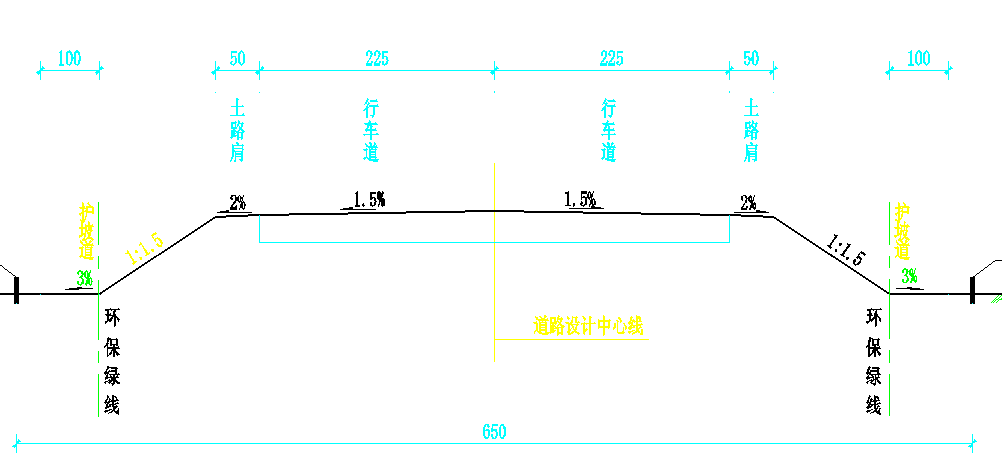 100
50
225
225
50
100
土路肩
行车道
行车道
土路肩
2%
1.5%
1.5%
2%
护坡道
护坡道
1:1.5
1:1.5
3%
3%
环保绿线
道路设计中心线
环保绿线
650